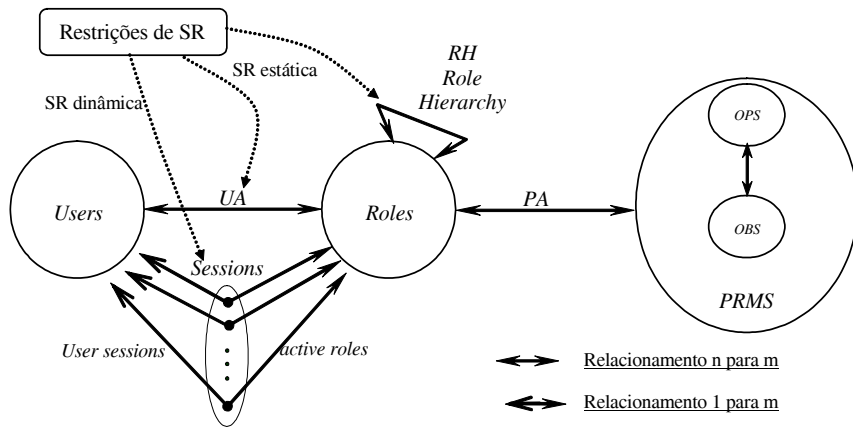 Restrições de SR
SR estática
SR dinâmica
RH
Role
Hierarchy
OPS
OBS
PRMS
Users
UA
Roles
PA
Sessions
User sessions
active roles
Relacionamento n para m
Relacionamento 1 para m